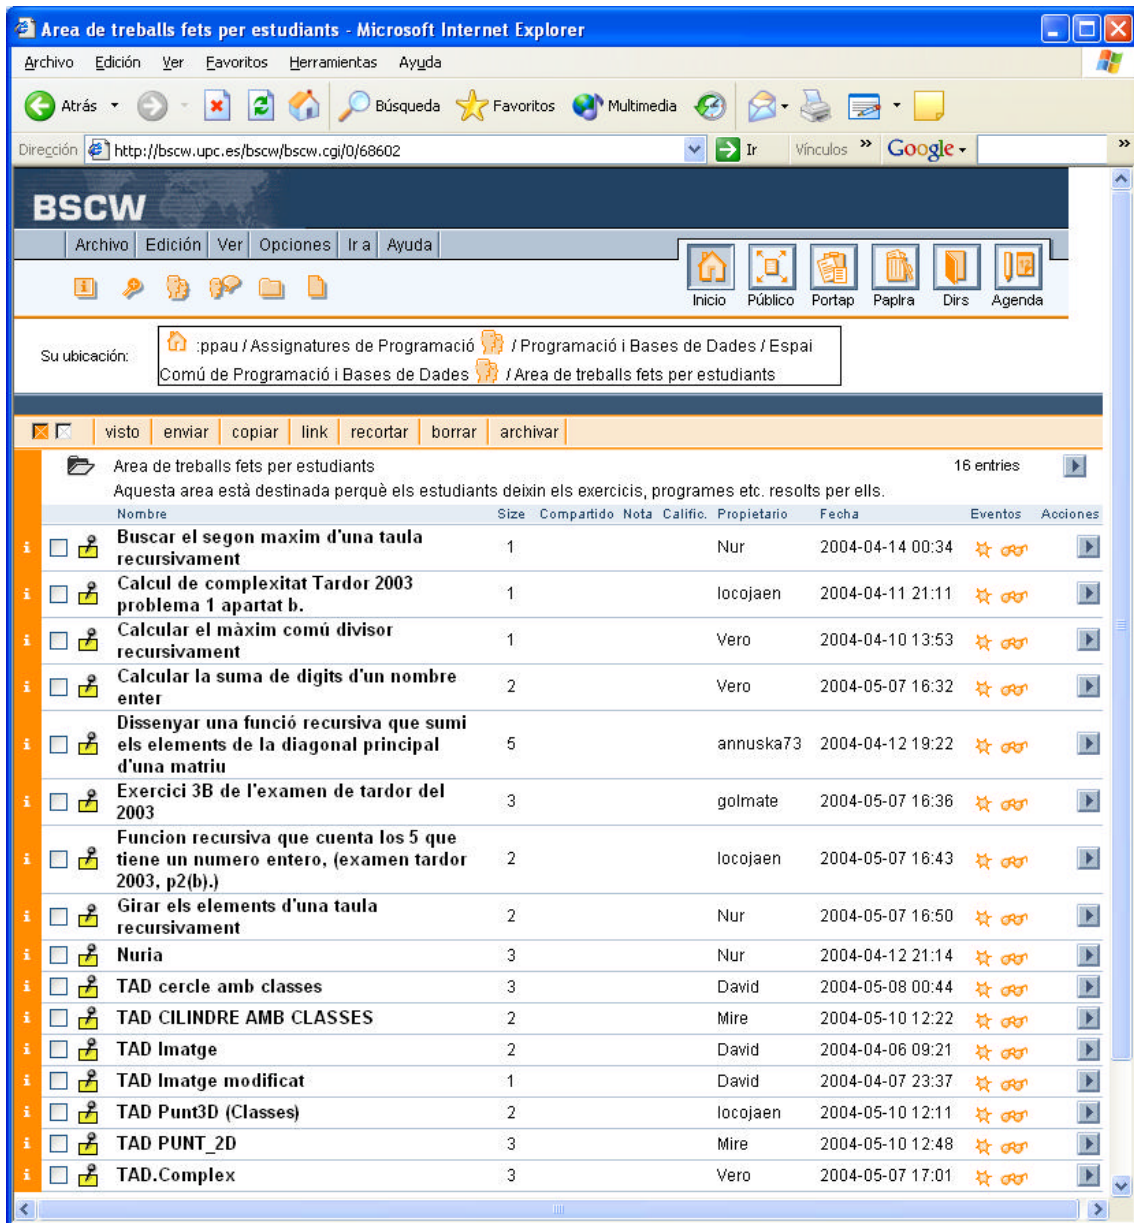 Area de treballs fets per estudiants - Microsoft Internet Explorer
Archivo Edición Ver Favoritos Herramientas Ayuda
Atrás Búsqueda Favoritos Multimedia
Dirección http://bscw.upc.es/bscw/bscw.cgi/0/68602 Ir Vínculos » Google »
BSCW
Archivo Edición Ver Opciones Ir a Ayuda
Inicio Público Portap Paplra Dirs Agenda
Su ubicación:
:ppau / Assignatures de Programació / Programació i Bases de Dades / Espai
Comú de Programació i Bases de Dades / Area de treballs fets per estudiants
visto enviar copiar link recortar borrar archivar
Area de treballs fets per estudiants 16 entries
Aquesta area està destinada perquè els estudiants deixin els exercicis, programes etc. resolts per ells.
Nombre Size Compartido Nota Calific. Propietario Fecha Eventos Acciones
Buscar el segon maxim d'una taula
recursivament 1 Nur 2004-04-14 00:34
Calcul de complexitat Tardor 2003
problema 1 apartat b. 1 locojaen 2004-04-11 21:11
Calcular el màxim comú divisor
recursivament 1 Vero 2004-04-10 13:53
Calcular la suma de digits d'un nombre
enter 2 Vero 2004-05-07 16:32
Dissenyar una funció recursiva que sumi
els elements de la diagonal principal 5 annuska73 2004-04-12 19:22
d'una matriu
Exercici 3B de l'examen de tardor del
2003 3 golmate 2004-05-07 16:36
Funcion recursiva que cuenta los 5 que
tiene un numero entero, (examen tardor 2 locojaen 2004-05-07 16:43
2003, p2(b).)
Girar els elements d'una taula
recursivament 2 Nur 2004-05-07 16:50
Nuria 3 Nur 2004-04-12 21:14
TAD cercle amb classes 3 David 2004-05-08 00:44
TAD CILINDRE AMB CLASSES 2 Mire 2004-05-10 12:22
TAD Imatge 2 David 2004-04-06 09:21
TAD Imatge modificat 1 David 2004-04-07 23:37
TAD Punt3D (Classes) 2 locojaen 2004-05-10 12:11
TAD PUNT_2D 3 Mire 2004-05-10 12:48
TAD.Complex 3 Vero 2004-05-07 17:01